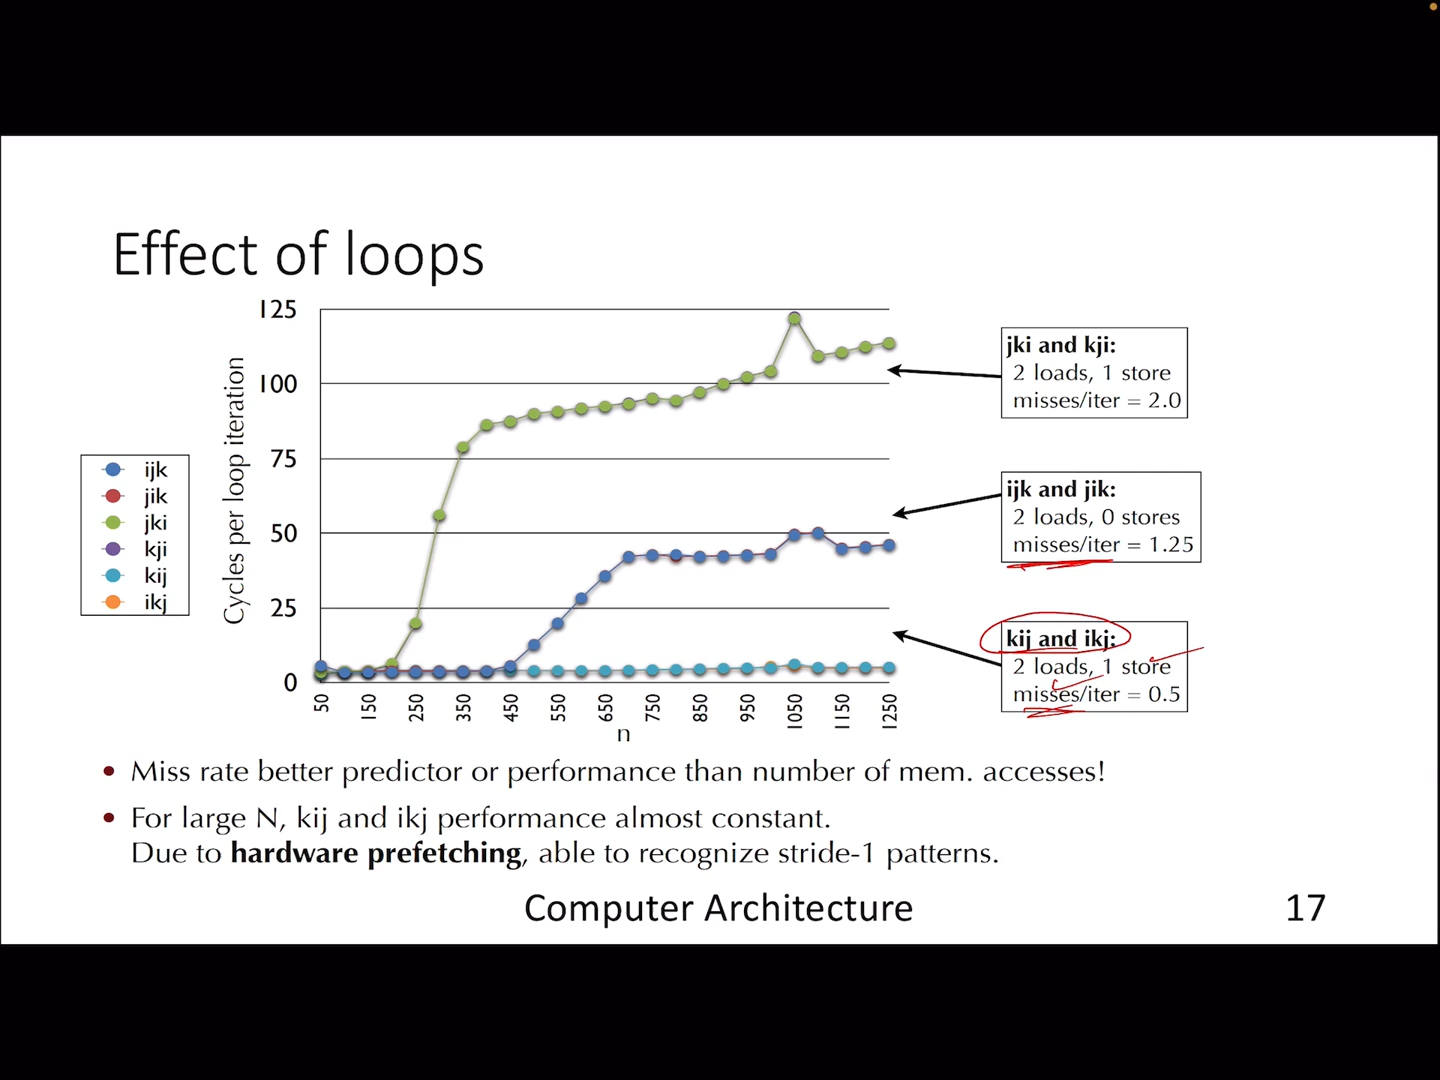 Effect of loops
125
100
75
50
25
0
Cycles per loop iteration
50
150
250
350
450
550
650
750
850
950
1050
1150
1250
n
ijk
jik
jki
kji
kij
ikj
jki and kji:
2 loads, 1 store
misses/iter = 2.0
ijk and jik:
2 loads, 0 stores
misses/iter = 1.25
kij and ikj:
2 loads, 1 store
misses/iter = 0.5
• Miss rate better predictor or performance than number of mem. accesses!
• For large N, kij and ikj performance almost constant.
Due to hardware prefetching, able to recognize stride-1 patterns.
Computer Architecture
17